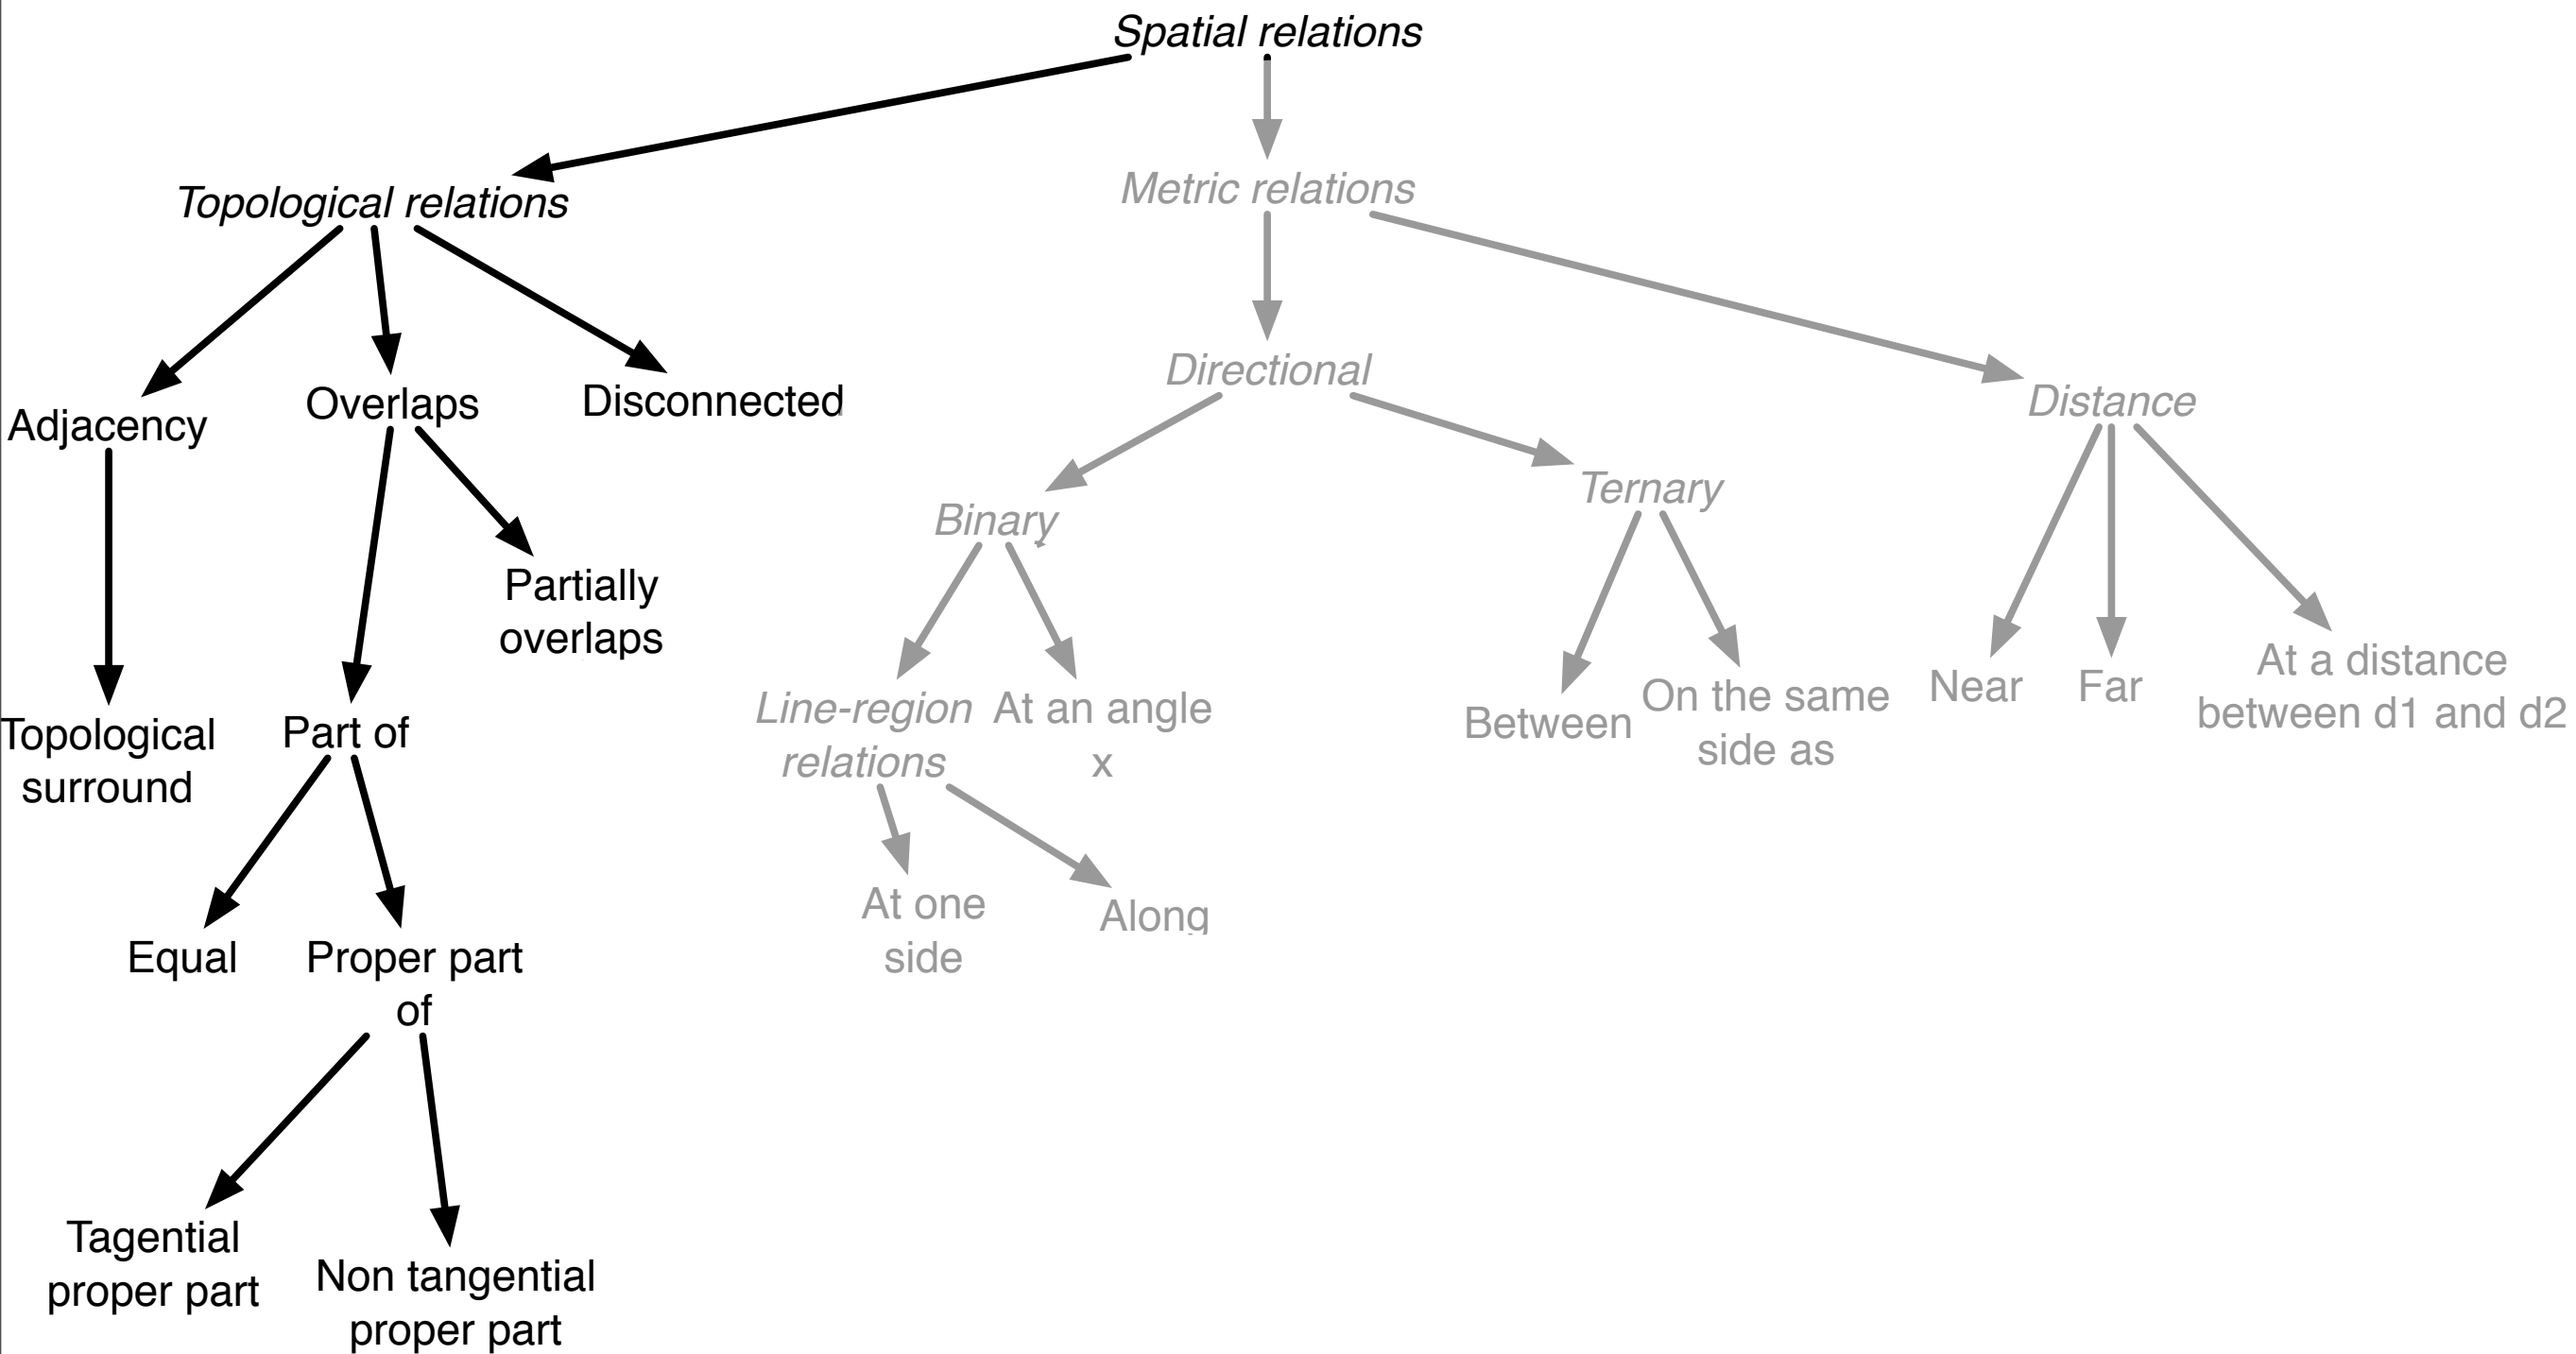 Spatial relations
Topological relations
Metric relations
Directional
Distance
Adjacency
Overlaps
Disconnected
Binary
Ternary
Partially
overlaps
Topological
surround
Part of
Line-region
relations
At an angle
x
Between
On the same
side as
Near
Far
At a distance
between d1 and d2
At one
side
Along
Equal
Proper part
of
Tagential
proper part
Non tangential
proper part